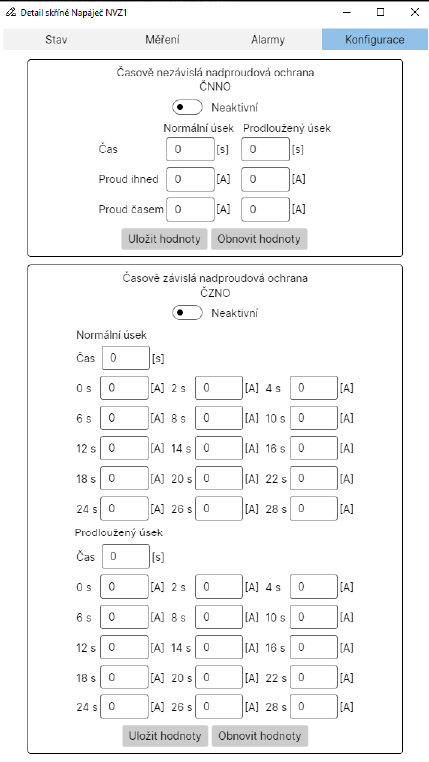 Detail skříně Napáječ NVZ1
Stav Měření Alarmy Konfigurace
Časově nezávislá nadproudová ochrana
ČNNO
Neaktivní
Normální úsek Prodloužený úsek
Čas 0 [s] 0 [s]
Proud ihned 0 [A] 0 [A]
Proud časem 0 [A] 0 [A]
Uložit hodnoty Obnovit hodnoty
Časově závislá nadproudová ochrana
ČZNO
Neaktivní
Normální úsek
Čas 0 [s]
0 s 0 [A] 2 s 0 [A] 4 s 0 [A]
6 s 0 [A] 8 s 0 [A] 10 s 0 [A]
12 s 0 [A] 14 s 0 [A] 16 s 0 [A]
18 s 0 [A] 20 s 0 [A] 22 s 0 [A]
24 s 0 [A] 26 s 0 [A] 28 s 0 [A]
Prodloužený úsek
Čas 0 [s]
0 s 0 [A] 2 s 0 [A] 4 s 0 [A]
6 s 0 [A] 8 s 0 [A] 10 s 0 [A]
12 s 0 [A] 14 s 0 [A] 16 s 0 [A]
18 s 0 [A] 20 s 0 [A] 22 s 0 [A]
24 s 0 [A] 26 s 0 [A] 28 s 0 [A]
Uložit hodnoty Obnovit hodnoty